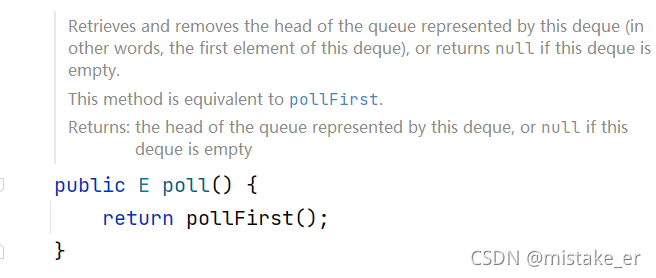 Retrieves and removes the head of the queue represented by this deque (in
other words, the first element of this deque), or returns null if this deque is
empty.
This method is equivalent to pollFirst.
Returns: the head of the queue represented by this deque, or null if this
deque is empty
public E poll() {
return pollFirst();
}
CSDN @mistake_er